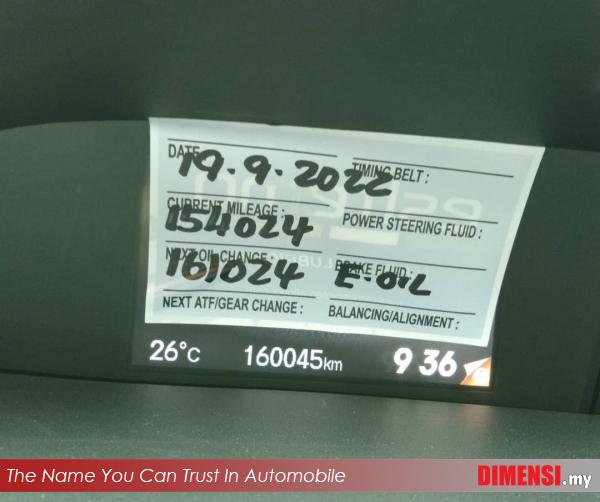 DATE
19.9.2022
TIMING BELT :
CURRENT MILEAGE :
154024
POWER STEERING FLUID :
NEXT OIL CHANGE
161024
BRAKE FLUID :
E-OIL
NEXT ATF/GEAR CHANGE :
BALANCING/ALIGNMENT :
26°C 160045km 9 36
The Name You Can Trust In Automobile
DIMENSI.my